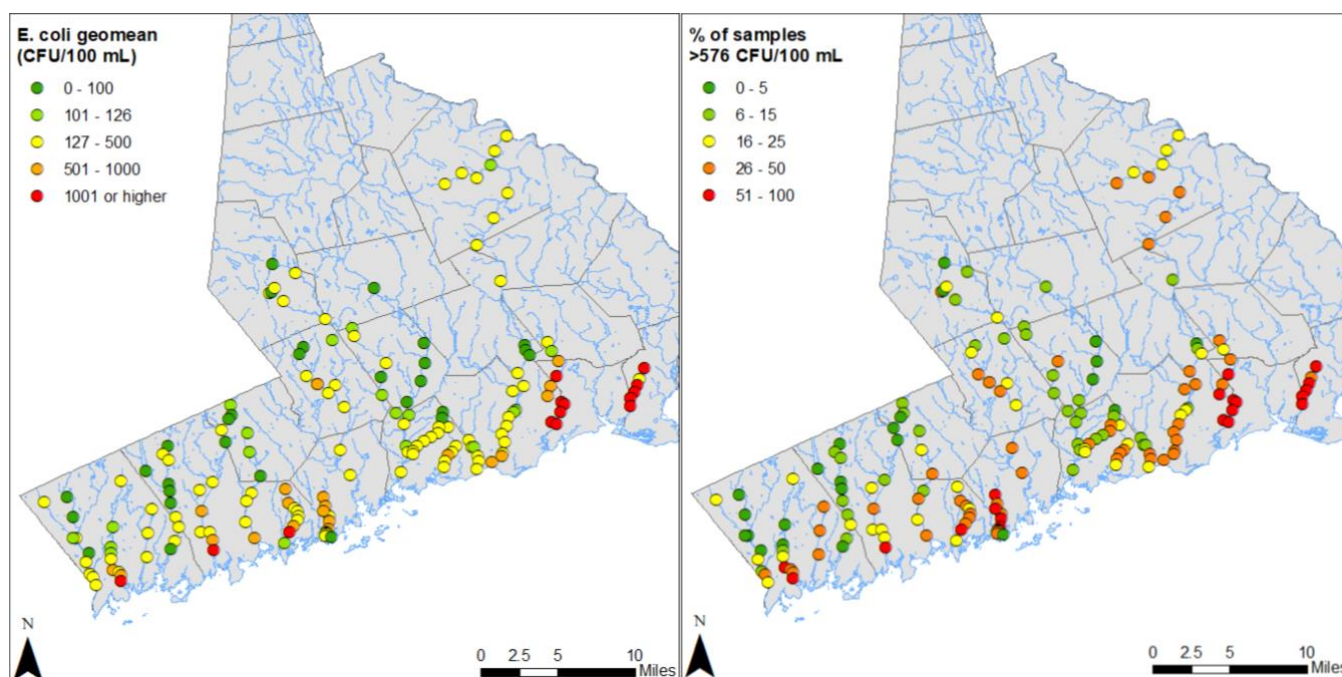 E. coli geomean
(CFU/100 mL)
0 - 100
101 - 126
127 - 500
501 - 1000
1001 or higher
N
0 2.5 5 10
Miles
% of samples
>576 CFU/100 mL
0 - 5
6 - 15
16 - 25
26 - 50
51 - 100
N
0 2.5 5 10
Miles